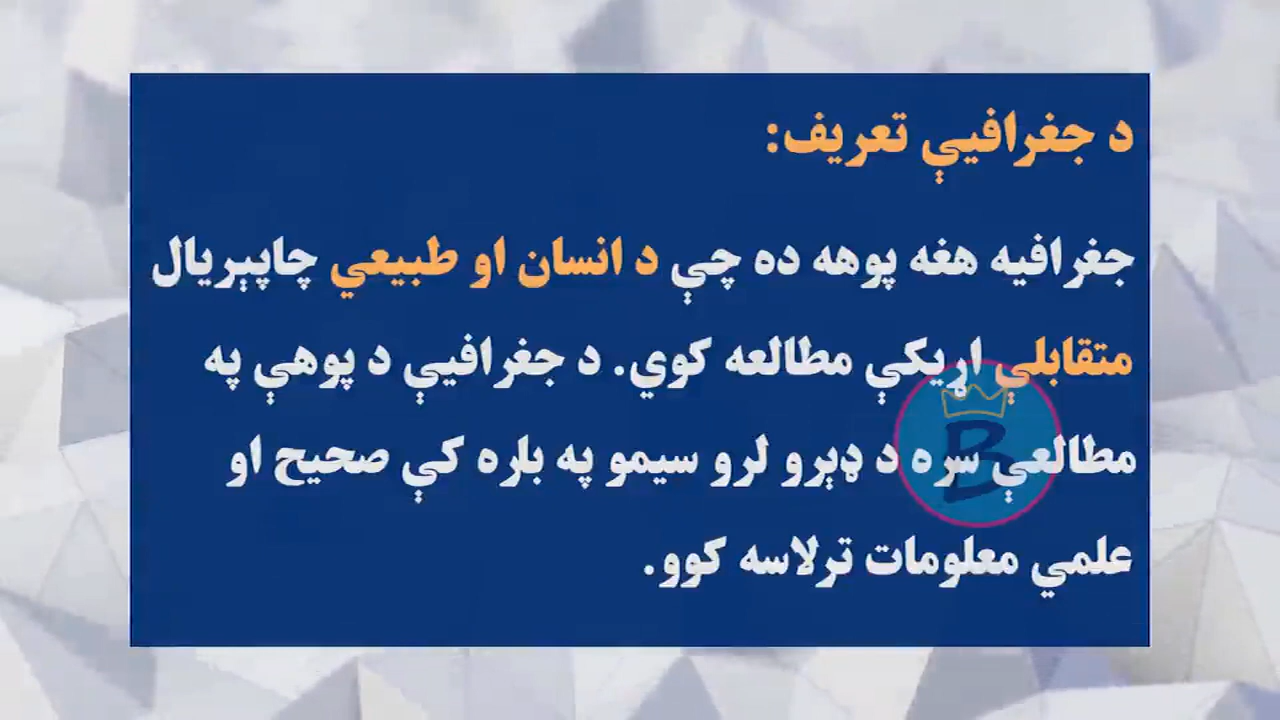 د جغرافيې تعريف:
جغرافيه هغه پوهه ده چې د انسان او طبيعي چاپېريال
متقابلې اړيکې مطالعه کوي. د جغرافيې د پوهې په
مطالعې سره د ډېرو لرو سيمو په باره کې صحيح او
علمي معلومات ترلاسه کوو.
B